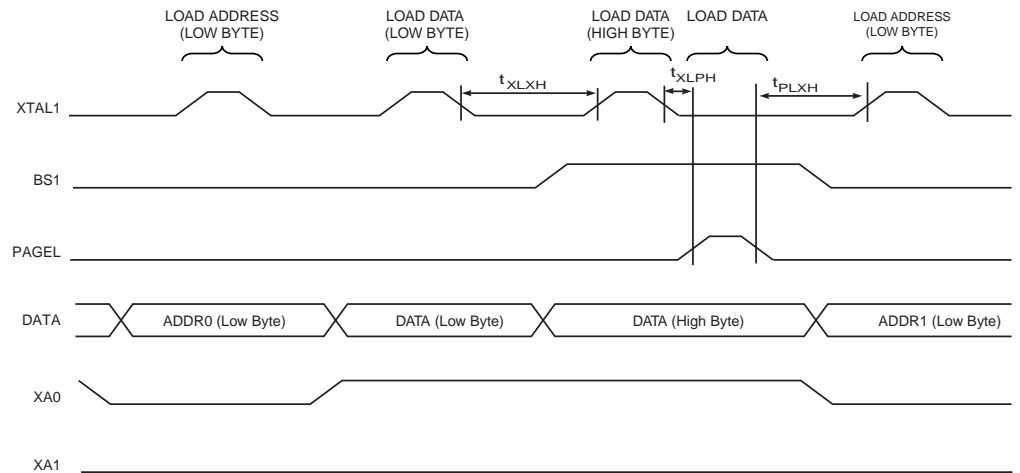 LOAD ADDRESS
(LOW BYTE)
LOAD DATA
(LOW BYTE)
LOAD DATA
(HIGH BYTE)
LOAD DATA
LOAD ADDRESS
(LOW BYTE)
XTAL1
tXLXH
tXLPH
tPLXH
BS1
PAGEL
DATA
ADDR0 (Low Byte)
DATA (Low Byte)
DATA (High Byte)
ADDR1 (Low Byte)
XA0
XA1